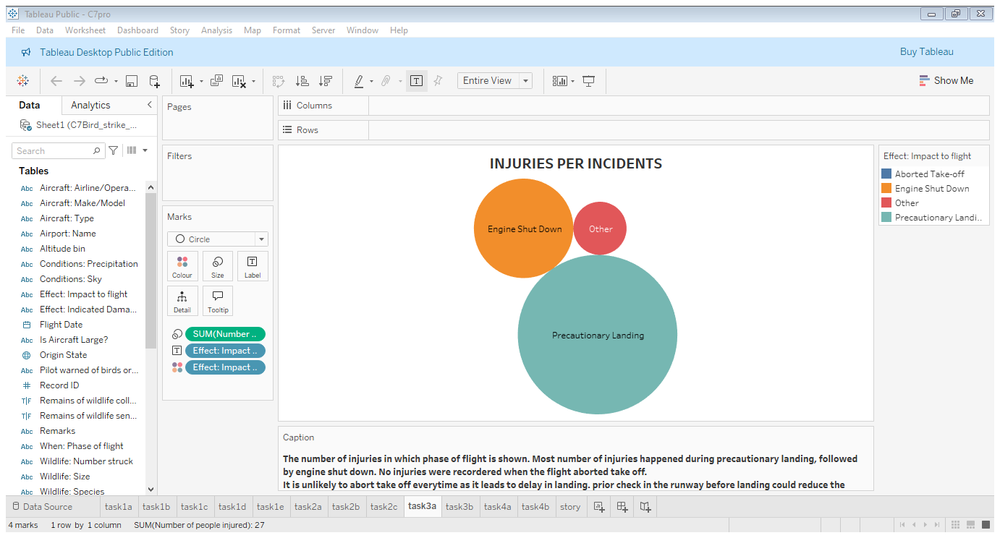 Tableau Public - C7pro
File Data Worksheet Dashboard Story Analysis Map Format Server Window Help
Tableau Desktop Public Edition
Buy Tableau
Entire View
Show Me
Data
Analytics
Sheet1 (C7Bird_strike_...
Search
Tables
Abc Aircraft: Airline/Opera...
Abc Aircraft: Make/Model
Abc Aircraft: Type
Abc Airport: Name
Abc Altitude bin
Abc Conditions: Precipitation
Abc Conditions: Sky
Abc Effect: Impact to flight
Abc Effect: Indicated Dama...
Flight Date
Abc Is Aircraft Large?
Origin State
Abc Pilot warned of birds or...
# Record ID
T|F Remains of wildlife coll...
T|F Remains of wildlife sen...
Abc Remarks
Abc When: Phase of flight
Abc Wildlife: Number struck
Abc Wildlife: Size
Abc Wildlife: Species
Pages
Filters
Marks
Circle
Colour Size T Label
Detail Tooltip
SUM(Number ..
T Effect: Impact ..
Effect: Impact ..
Columns
Rows
INJURIES PER INCIDENTS
Engine Shut Down
Other
Precautionary Landing
Caption
The number of injuries in which phase of flight is shown. Most number of injuries happened during precautionary landing, followed
by engine shut down. No injuries were recordered when the flight aborted take off.
It is unlikely to abort take off everytime as it leads to delay in landing. prior check in the runway before landing could reduce the
Effect: Impact to flight
Aborted Take-off
Engine Shut Down
Other
Precautionary Landi..
Data Source task1a task1b task1c task1d task1e task2a task2b task2c task3a task3b task4a task4b story
4 marks 1 row by 1 column SUM(Number of people injured): 27